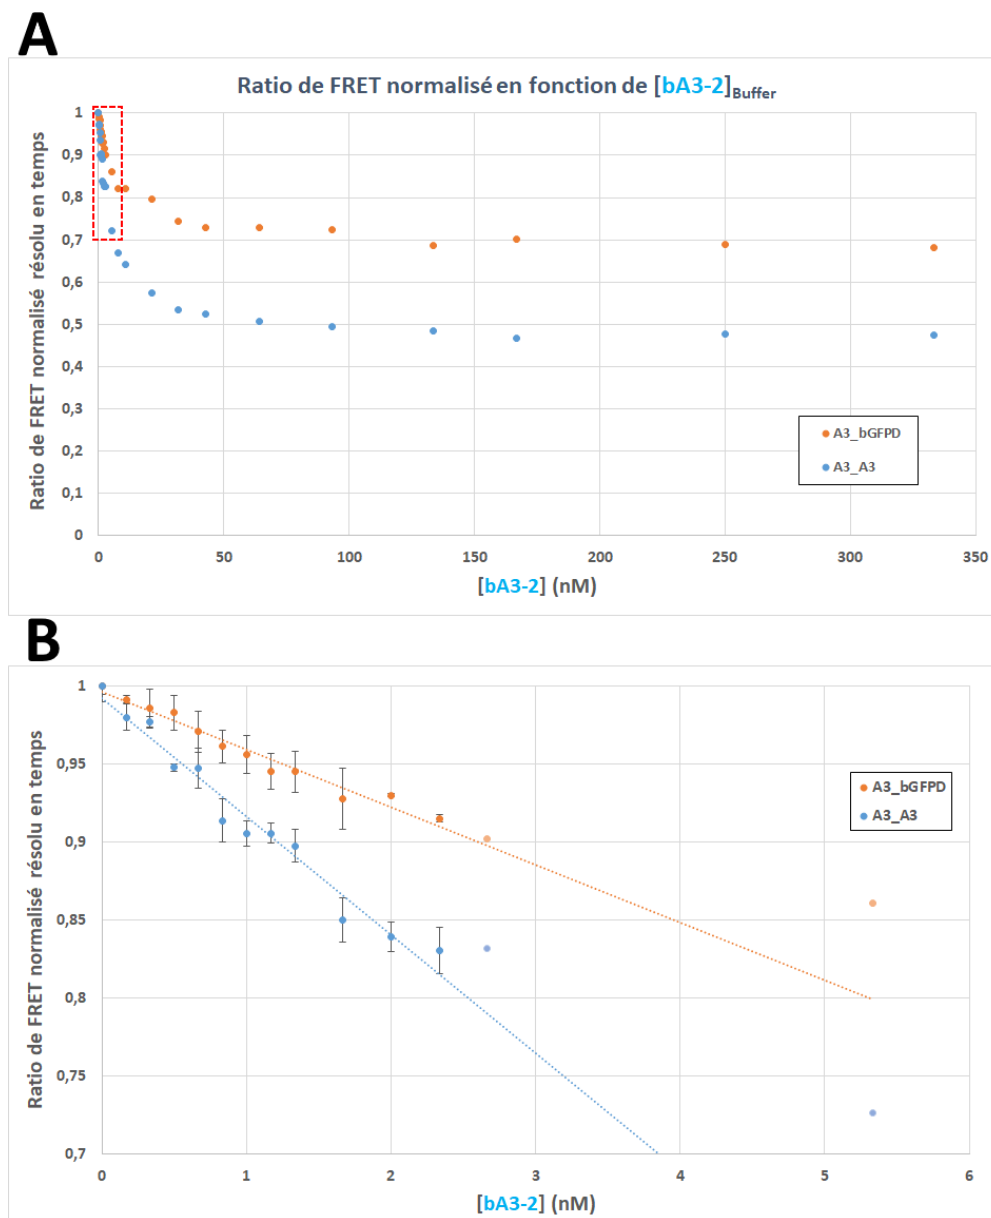 A
Ratio de FRET normalisé en fonction de [bA3-2]Buffer
Ratio de FRET normalisé résolu en temps
1
0,9
0,8
0,7
0,6
0,5
0,4
0,3
0,2
0,1
0
A3_bGFPD
A3_A3
0 50 100 150 200 250 300 350
[bA3-2] (nM)
B
Ratio de FRET normalisé résolu en temps
1
0,95
0,9
0,85
0,8
0,75
0,7
A3_bGFPD
A3_A3
0 1 2 3 4 5 6
[bA3-2] (nM)